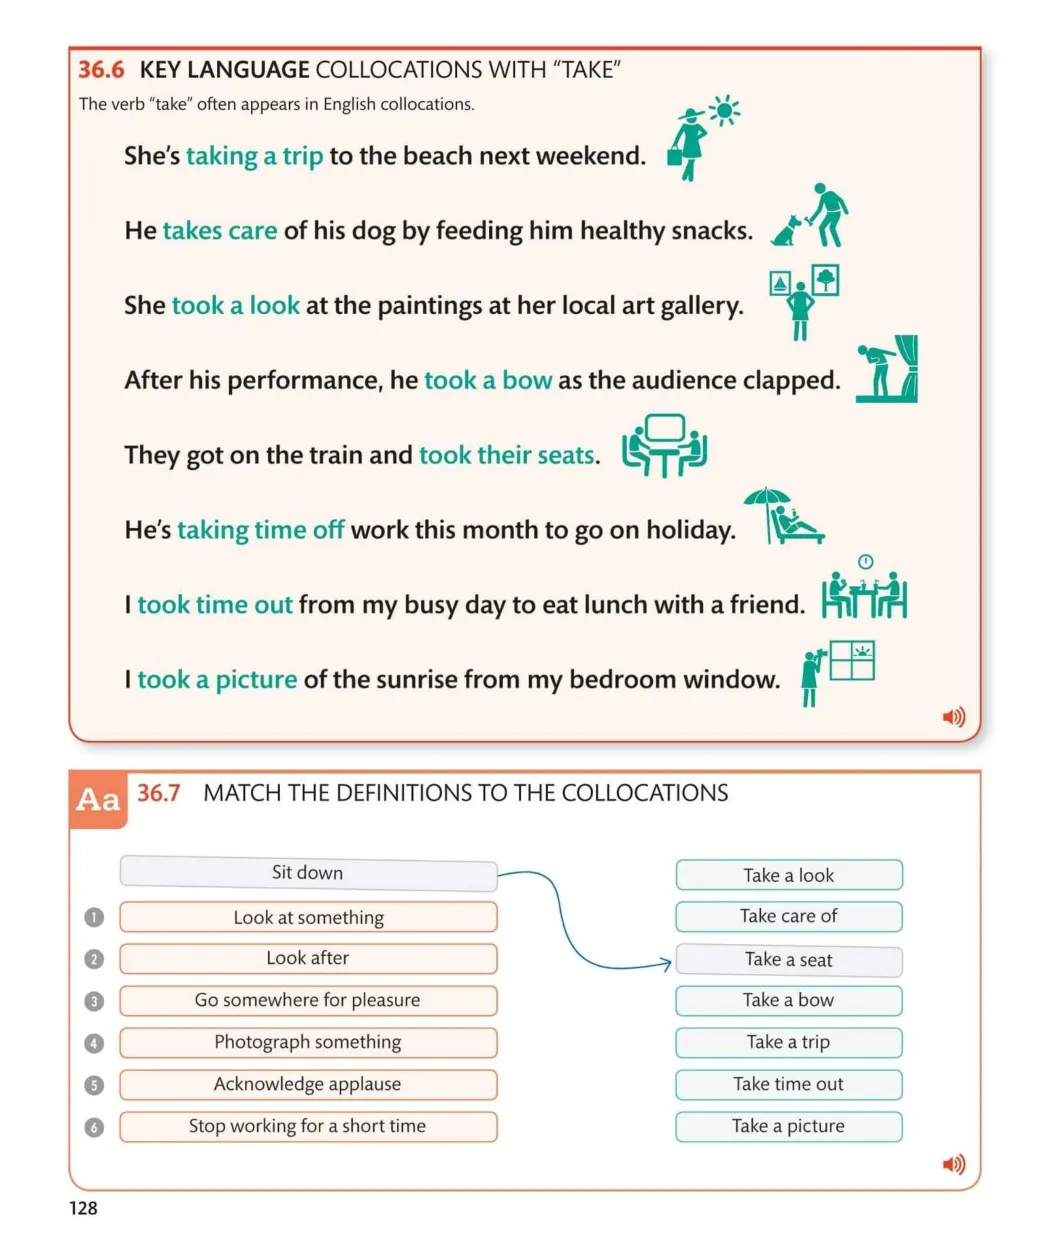 36.6 KEY LANGUAGE COLLOCATIONS WITH “TAKE”
The verb “take” often appears in English collocations.
She’s taking a trip to the beach next weekend.
He takes care of his dog by feeding him healthy snacks.
She took a look at the paintings at her local art gallery.
After his performance, he took a bow as the audience clapped.
They got on the train and took their seats.
He’s taking time off work this month to go on holiday.
I took time out from my busy day to eat lunch with a friend.
I took a picture of the sunrise from my bedroom window.
Aa 36.7 MATCH THE DEFINITIONS TO THE COLLOCATIONS
Sit down
1 Look at something
2 Look after
3 Go somewhere for pleasure
4 Photograph something
5 Acknowledge applause
6 Stop working for a short time
Take a look
Take care of
Take a seat
Take a bow
Take a trip
Take time out
Take a picture
128